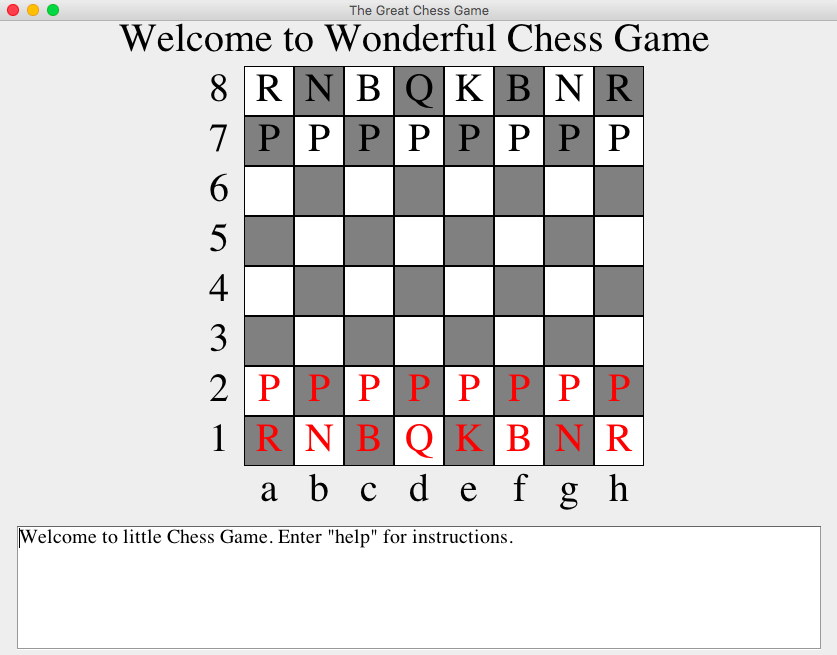 The Great Chess Game
Welcome to Wonderful Chess Game
8 R N B Q K B N R
7 P P P P P P P P
6
5
4
3
2 P P P P P P P P
1 R N B Q K B N R
a b c d e f g h
Welcome to little Chess Game. Enter "help" for instructions.